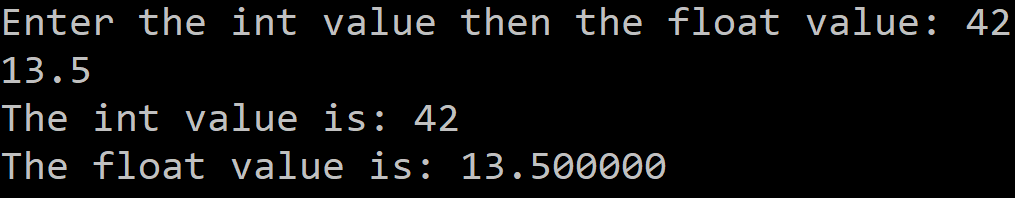 Enter the int value then the float value: 42
13.5
The int value is: 42
The float value is: 13.500000